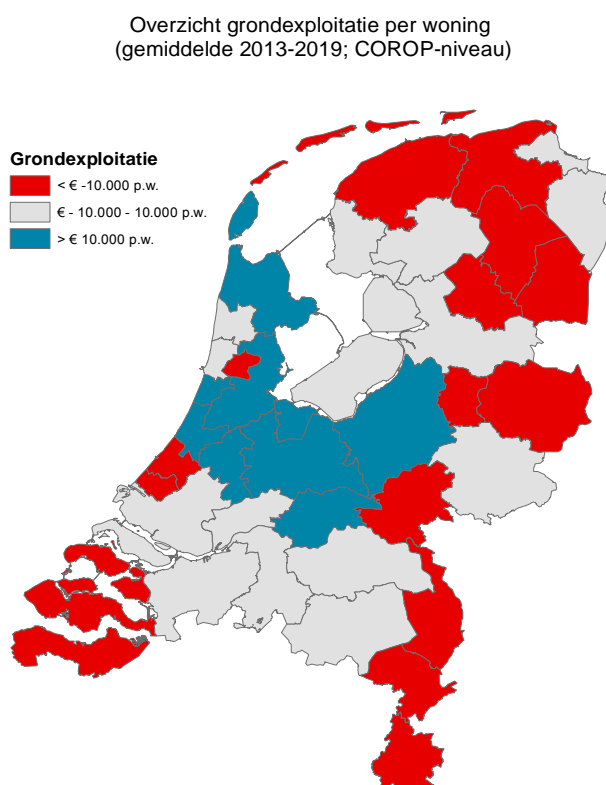 Overzicht grondexploitatie per woning
(gemiddelde 2013-2019; COROP-niveau)
Grondexploitatie
< € -10.000 p.w.
€ - 10.000 - 10.000 p.w.
> € 10.000 p.w.